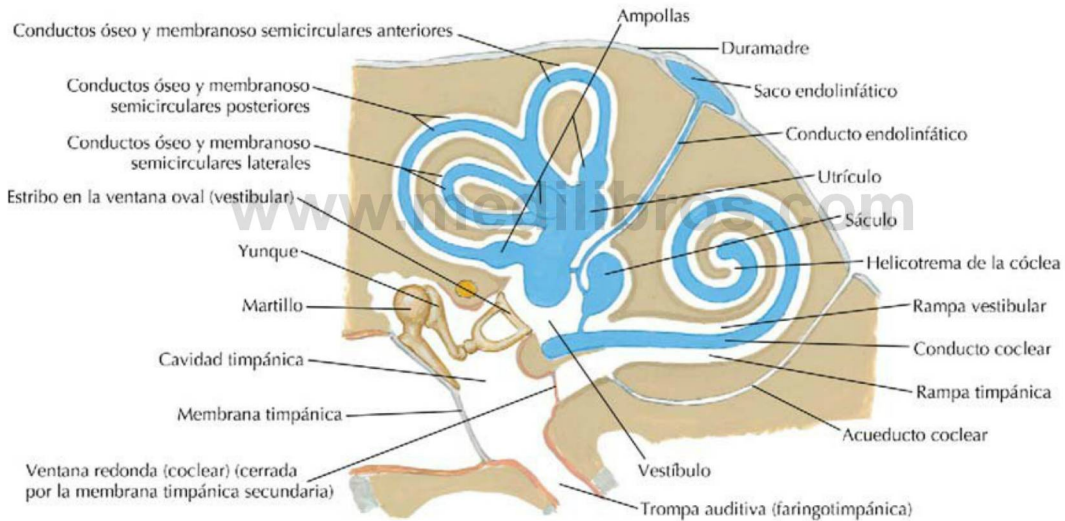 Ampollas
Conductos óseo y membranoso semicirculares anteriores
Duramadre
Conductos óseo y membranoso
semicirculares posteriores
Saco endolinfático
Conductos óseo y membranoso
semicirculares laterales
Conducto endolinfático
Utrículo
Estribo en la ventana oval (vestibular)
www.medilibros.com
Sáculo
Yunque
Helicotrema de la cóclea
Martillo
Rampa vestibular
Conducto coclear
Cavidad timpánica
Rampa timpánica
Membrana timpánica
Acueducto coclear
Ventana redonda (coclear) (cerrada
por la membrana timpánica secundaria)
Vestíbulo
Trompa auditiva (faringotimpánica)